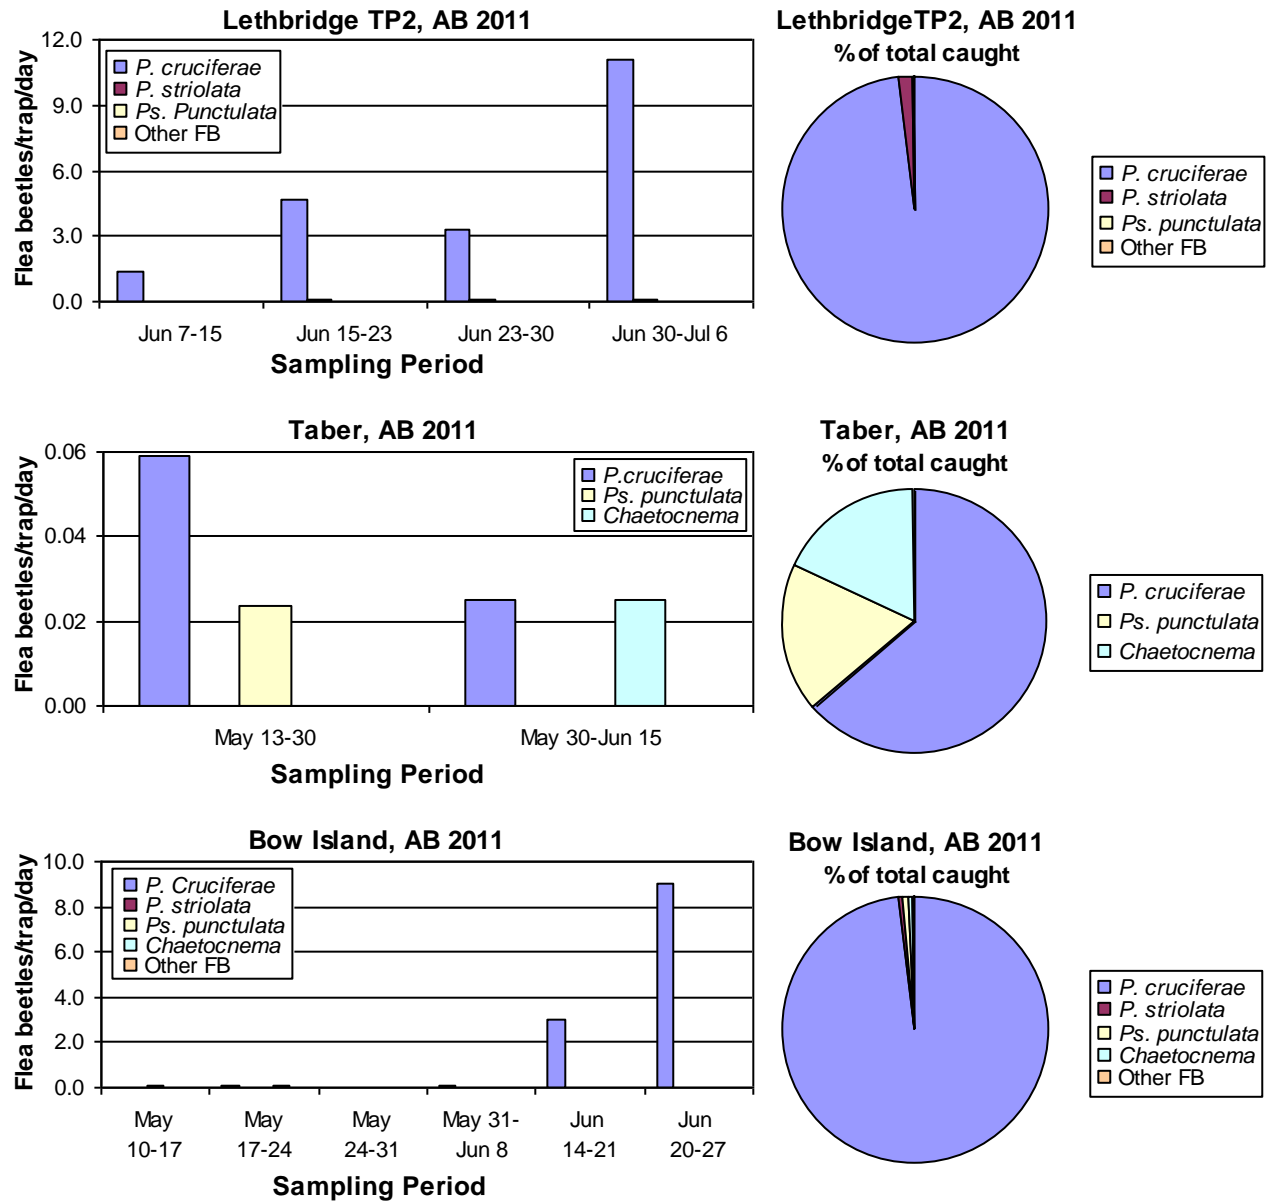 Lethbridge TP2, AB 2011
Flea beetles/trap/day
12.0
9.0
6.0
3.0
0.0
P. cruciferae
P. striolata
Ps. Punctulata
Other FB
Jun 7-15
Jun 15-23
Jun 23-30
Jun 30-Jul 6
Sampling Period
LethbridgeTP2, AB 2011
% of total caught
P. cruciferae
P. striolata
Ps. punctulata
Other FB
Taber, AB 2011
Flea beetles/trap/day
0.06
0.04
0.02
0.00
P.cruciferae
Ps. punctulata
Chaetocnema
May 13-30
May 30-Jun 15
Sampling Period
Taber, AB 2011
% of total caught
P. cruciferae
Ps. punctulata
Chaetocnema
Bow Island, AB 2011
Flea beetles/trap/day
10.0
8.0
6.0
4.0
2.0
0.0
P. Cruciferae
P. striolata
Ps. punctulata
Chaetocnema
Other FB
May
10-17
May
17-24
May
24-31
May 31-
Jun 8
Jun
14-21
Jun
20-27
Sampling Period
Bow Island, AB 2011
% of total caught
P. cruciferae
P. striolata
Ps. punctulata
Chaetocnema
Other FB